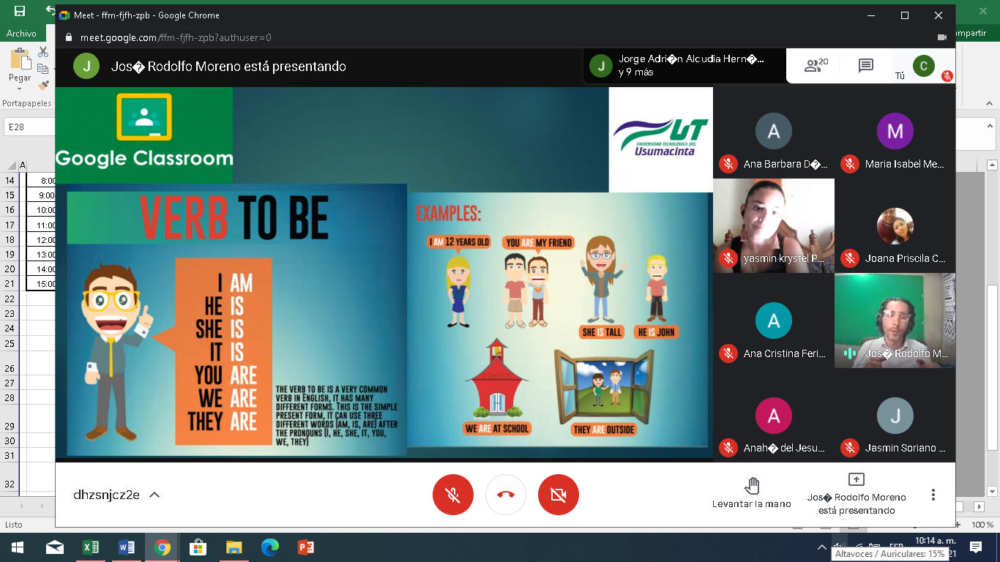 Meet - ffm-fjfh-zpb - Google Chrome
Archivo
mpartir
meet.google.com/ffm-fjfh-zpb?authuser=0
Pegar
Portapapeles
E28
J
Jos� Rodolfo Moreno está presentando
J
Jorge Adri�n Alcudia Hern�...
y 9 más
20
Tú
C
Google Classroom
UT
UNIVERSIDAD TECNOLÓGICA DEL
Usumacinta
VERB TO BE
I AM
HE IS
SHE IS
IT IS
YOU ARE
WE ARE
THEY ARE
THE VERB TO BE IS A VERY COMMON
VERB IN ENGLISH, IT HAS MANY
DIFFERENT FORMS. THIS IS THE SIMPLE
PRESENT FORM, IT CAN USE THREE
DIFFERENT WORDS (AM, IS, ARE) AFTER
THE PRONOUNS (I, HE, SHE, IT, YOU,
WE, THEY)
EXAMPLES:
I AM 12 YEARS OLD
YOU ARE MY FRIEND
SHE IS TALL
HE IS JOHN
SCHOOL
WE ARE AT SCHOOL
THEY ARE OUTSIDE
A
Ana Barbara D�...
M
Maria Isabel Me...
yasmin krystel P...
Joana Priscila C...
A
Ana Cristina Feri...
Jos� Rodolfo M...
A
Anah� del Jesu...
J
Jasmin Soriano ...
A
14 8:00
15 9:00
16 10:00
17 11:00
18 12:00
19 13:00
20 14:00
21 15:00
22
23
24
25
26
27
28
29
30
31
32
dhzsnjcz2e
Levantar la mano
Jos� Rodolfo Moreno
está presentando
Listo
100 %
ESP
10:14 a. m.
21
Altavoces / Auriculares: 15%